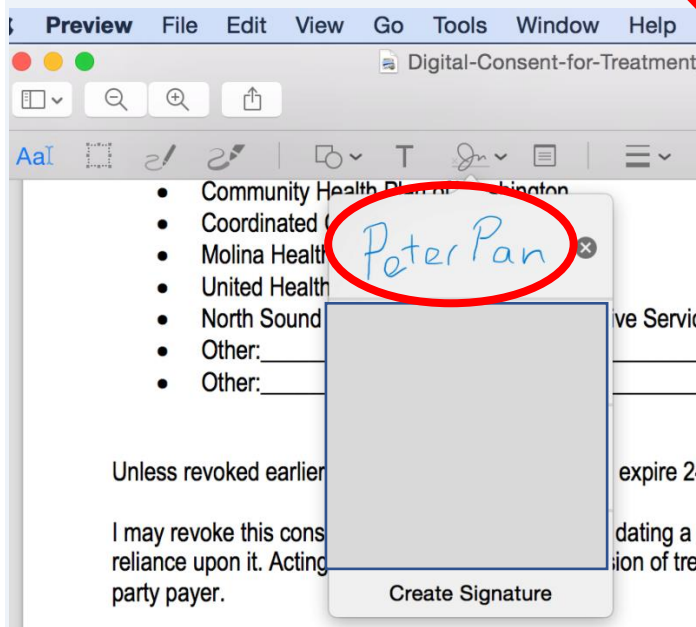 Preview File Edit View Go Tools Window Help
Digital-Consent-for-Treatment
AaI T
• Community Health Plan of Washington
• Coordinated
• Molina Health
• United Health
• North Sound ive Servic
• Other:
• Other:
Peter Pan
Unless revoked earlier expire 24
I may revoke this cons dating a
reliance upon it. Acting sion of tre
party payer.
Create Signature